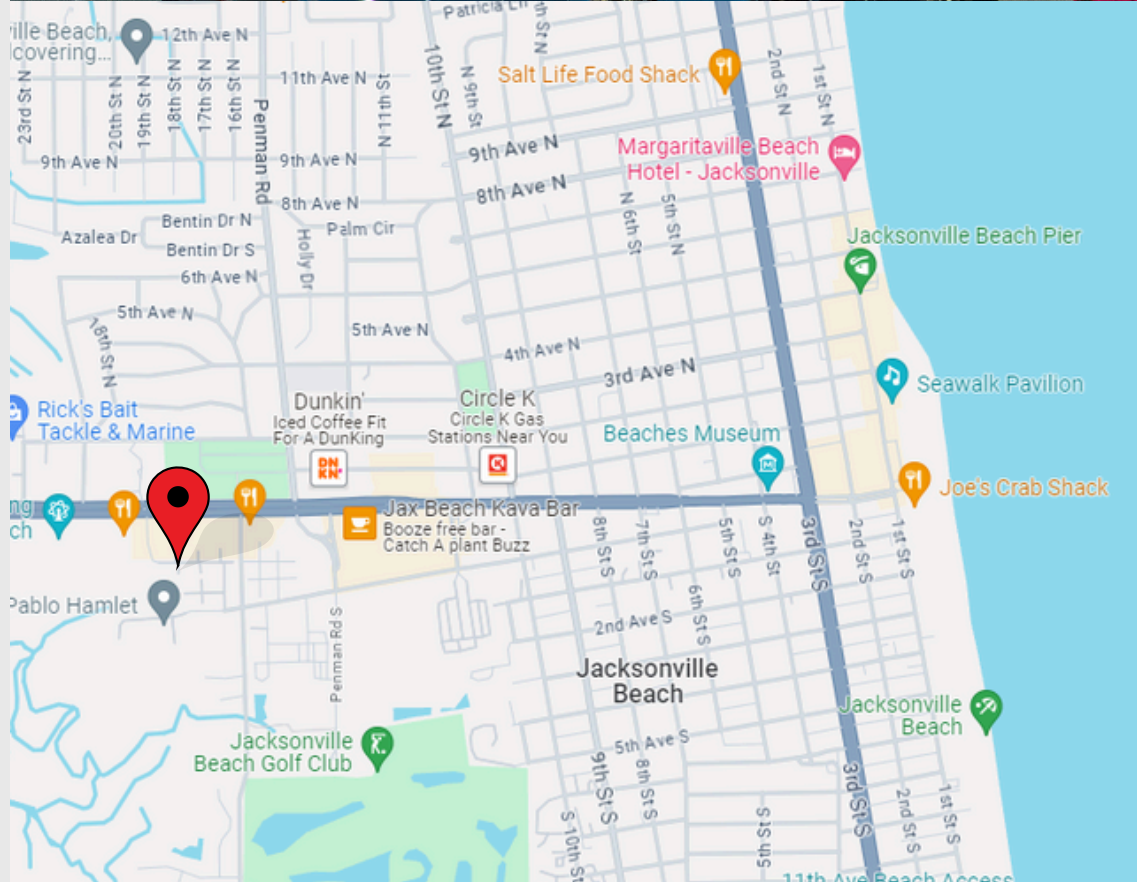 Patricia Ln
th St N
ville Beach,
lcovering...
12th Ave N
Salt Life Food Shack
2nd St N
1st St N
11th Ave N
10th St N
N 9th St
N 11th St
23rd St N
20th St N
19th St N
18th St N
17th St N
16th St N
Penman Rd
9th Ave N
9th Ave N
9th Ave N
Margaritaville Beach
Hotel - Jacksonville
8th Ave N
8th Ave N
N 6th St
5th St N
Bentin Dr N
Palm Cir
Azalea Dr
Bentin Dr S
Holly Dr
Jacksonville Beach Pier
6th Ave N
5th Ave N
18th St N
5th Ave N
4th Ave N
3rd Ave N
Seawalk Pavilion
Rick's Bait
Tackle & Marine
Dunkin'
Iced Coffee Fit
For A DunKing
DN
KN
Circle K
Circle K Gas
Stations Near You
Beaches Museum
M
Joe's Crab Shack
ng
ch
Jax Beach Kava Bar
Booze free bar -
Catch A plant Buzz
8th St S
7th St S
5th St S
S 4th St
3rd St S
2nd St S
1st St S
Pablo Hamlet
Penman Rd S
2nd Ave S
6th St S
Jacksonville
Beach
Jacksonville
Beach
Jacksonville
Beach Golf Club
5th Ave S
9th St S
8th St S
3rd St S
2nd St S
1st St S
S 10th St
S 5th St
11th Ave Beach Access